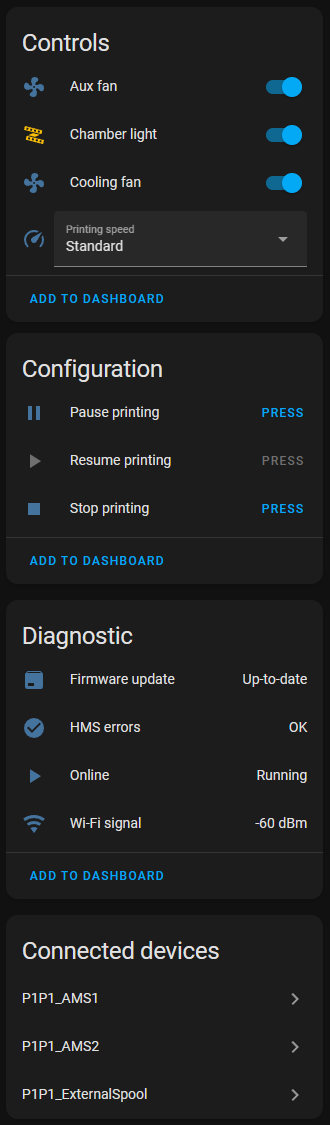 Controls
Aux fan
Chamber light
Cooling fan
Printing speed
Standard
ADD TO DASHBOARD
Configuration
Pause printing PRESS
Resume printing PRESS
Stop printing PRESS
ADD TO DASHBOARD
Diagnostic
Firmware update Up-to-date
HMS errors OK
Online Running
Wi-Fi signal -60 dBm
ADD TO DASHBOARD
Connected devices
P1P1_AMS1
P1P1_AMS2
P1P1_ExternalSpool